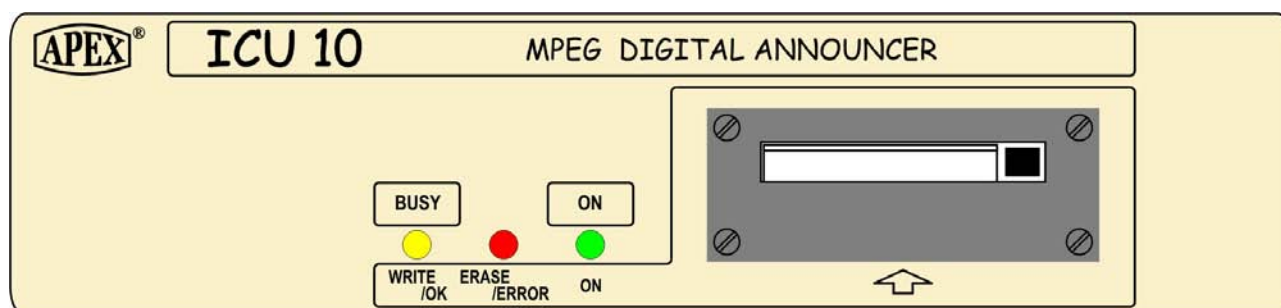 APEX®
ICU 10
MPEG DIGITAL ANNOUNCER
BUSY
ON
WRITE
/OK
ERASE
/ERROR
ON